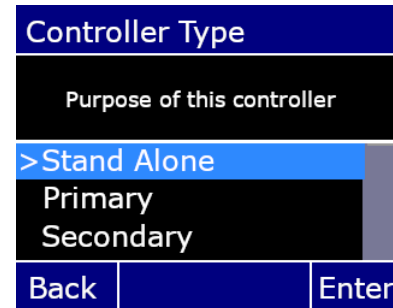 Controller Type
Purpose of this controller
>Stand Alone
Primary
Secondary
Back Enter